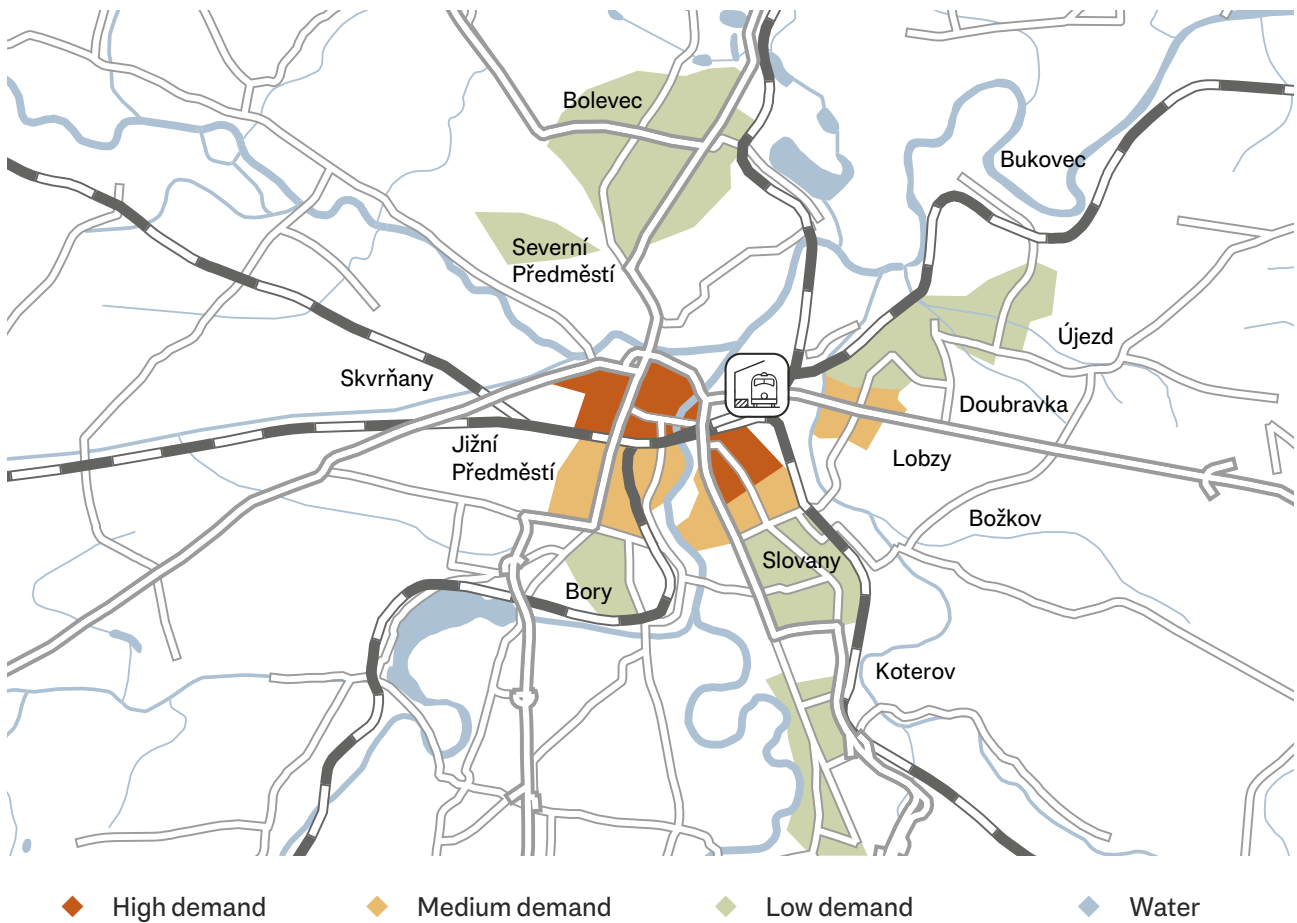 Bolevec
Bukovec
Severní
Předměstí
Újezd
Skvrňany
Doubravka
Jižní
Předměstí
Lobzy
Božkov
Slovany
Bory
Koterov
High demand
Medium demand
Low demand
Water